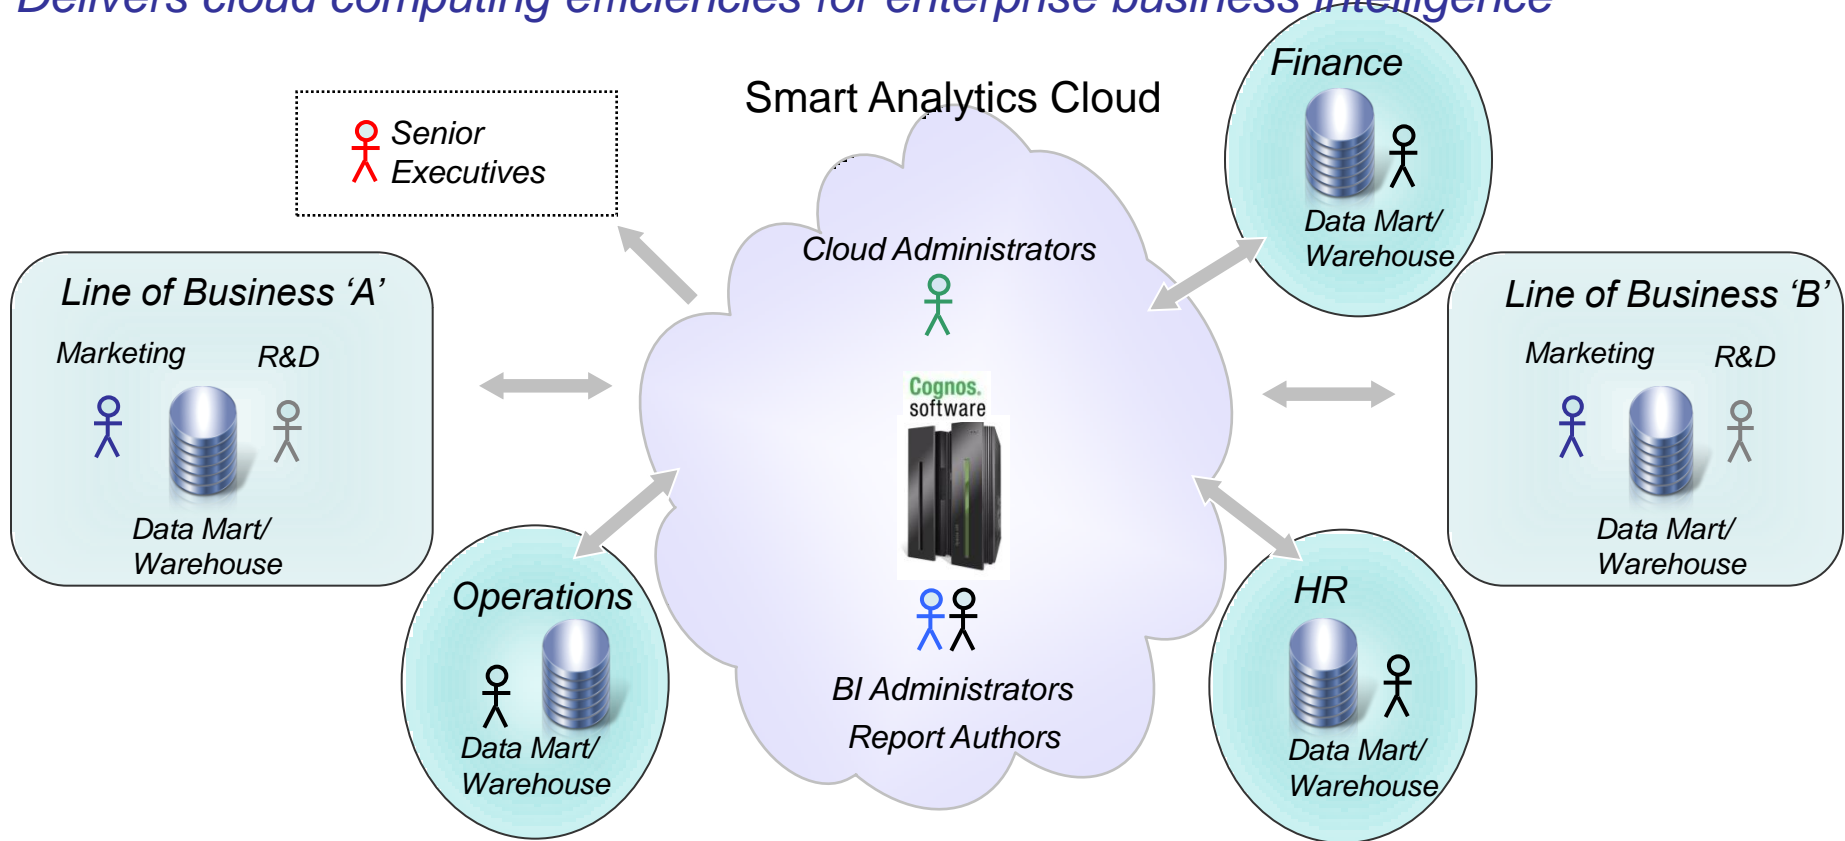 Delivers cloud computing efficiencies for enterprise business intelligence
Smart Analytics Cloud
Senior
Executives
Finance
Data Mart/
Warehouse
Cloud Administrators
Line of Business ‘A’
Marketing
R&D
Data Mart/
Warehouse
Cognos.
software
Line of Business ‘B’
Marketing
R&D
Data Mart/
Warehouse
Operations
Data Mart/
Warehouse
BI Administrators
Report Authors
HR
Data Mart/
Warehouse